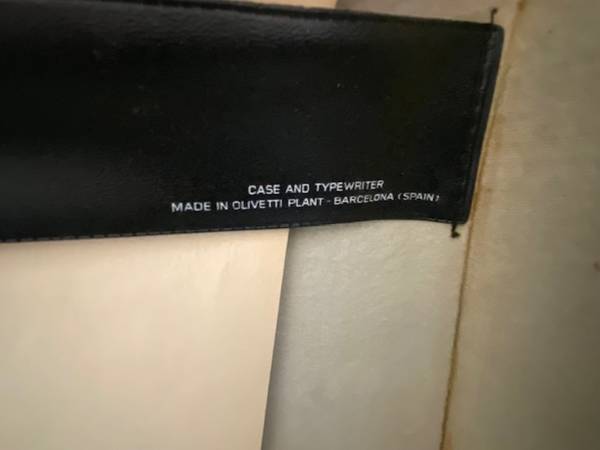 CASE AND TYPEWRITER
MADE IN OLIVETTI PLANT - BARCELONA (SPAIN)